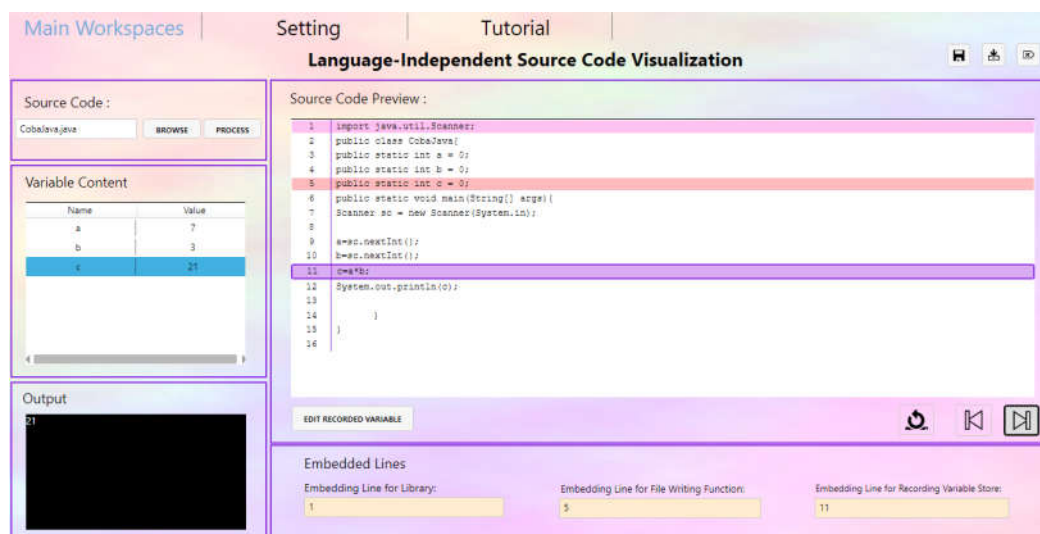 Main Workspaces
Setting
Tutorial
Language-Independent Source Code Visualization
Source Code :
CobaJava.java
BROWSE
PROCESS
Variable Content
Name Value
a 7
b 3
c 21
Output
21
Source Code Preview :
1 import java.util.Scanner;
2 public class CobaJava{
3 public static int a = 0;
4 public static int b = 0;
5 public static int c = 0;
6 public static void main(String[] args){
7 Scanner sc = new Scanner(System.in);
8
9 a=sc.nextInt();
10 b=sc.nextInt();
11 c=a*b;
12 System.out.println(c);
13
14 }
15 }
16
EDIT RECORDED VARIABLE
Embedded Lines
Embedding Line for Library:
1
Embedding Line for File Writing Function:
5
Embedding Line for Recording Variable Store:
11